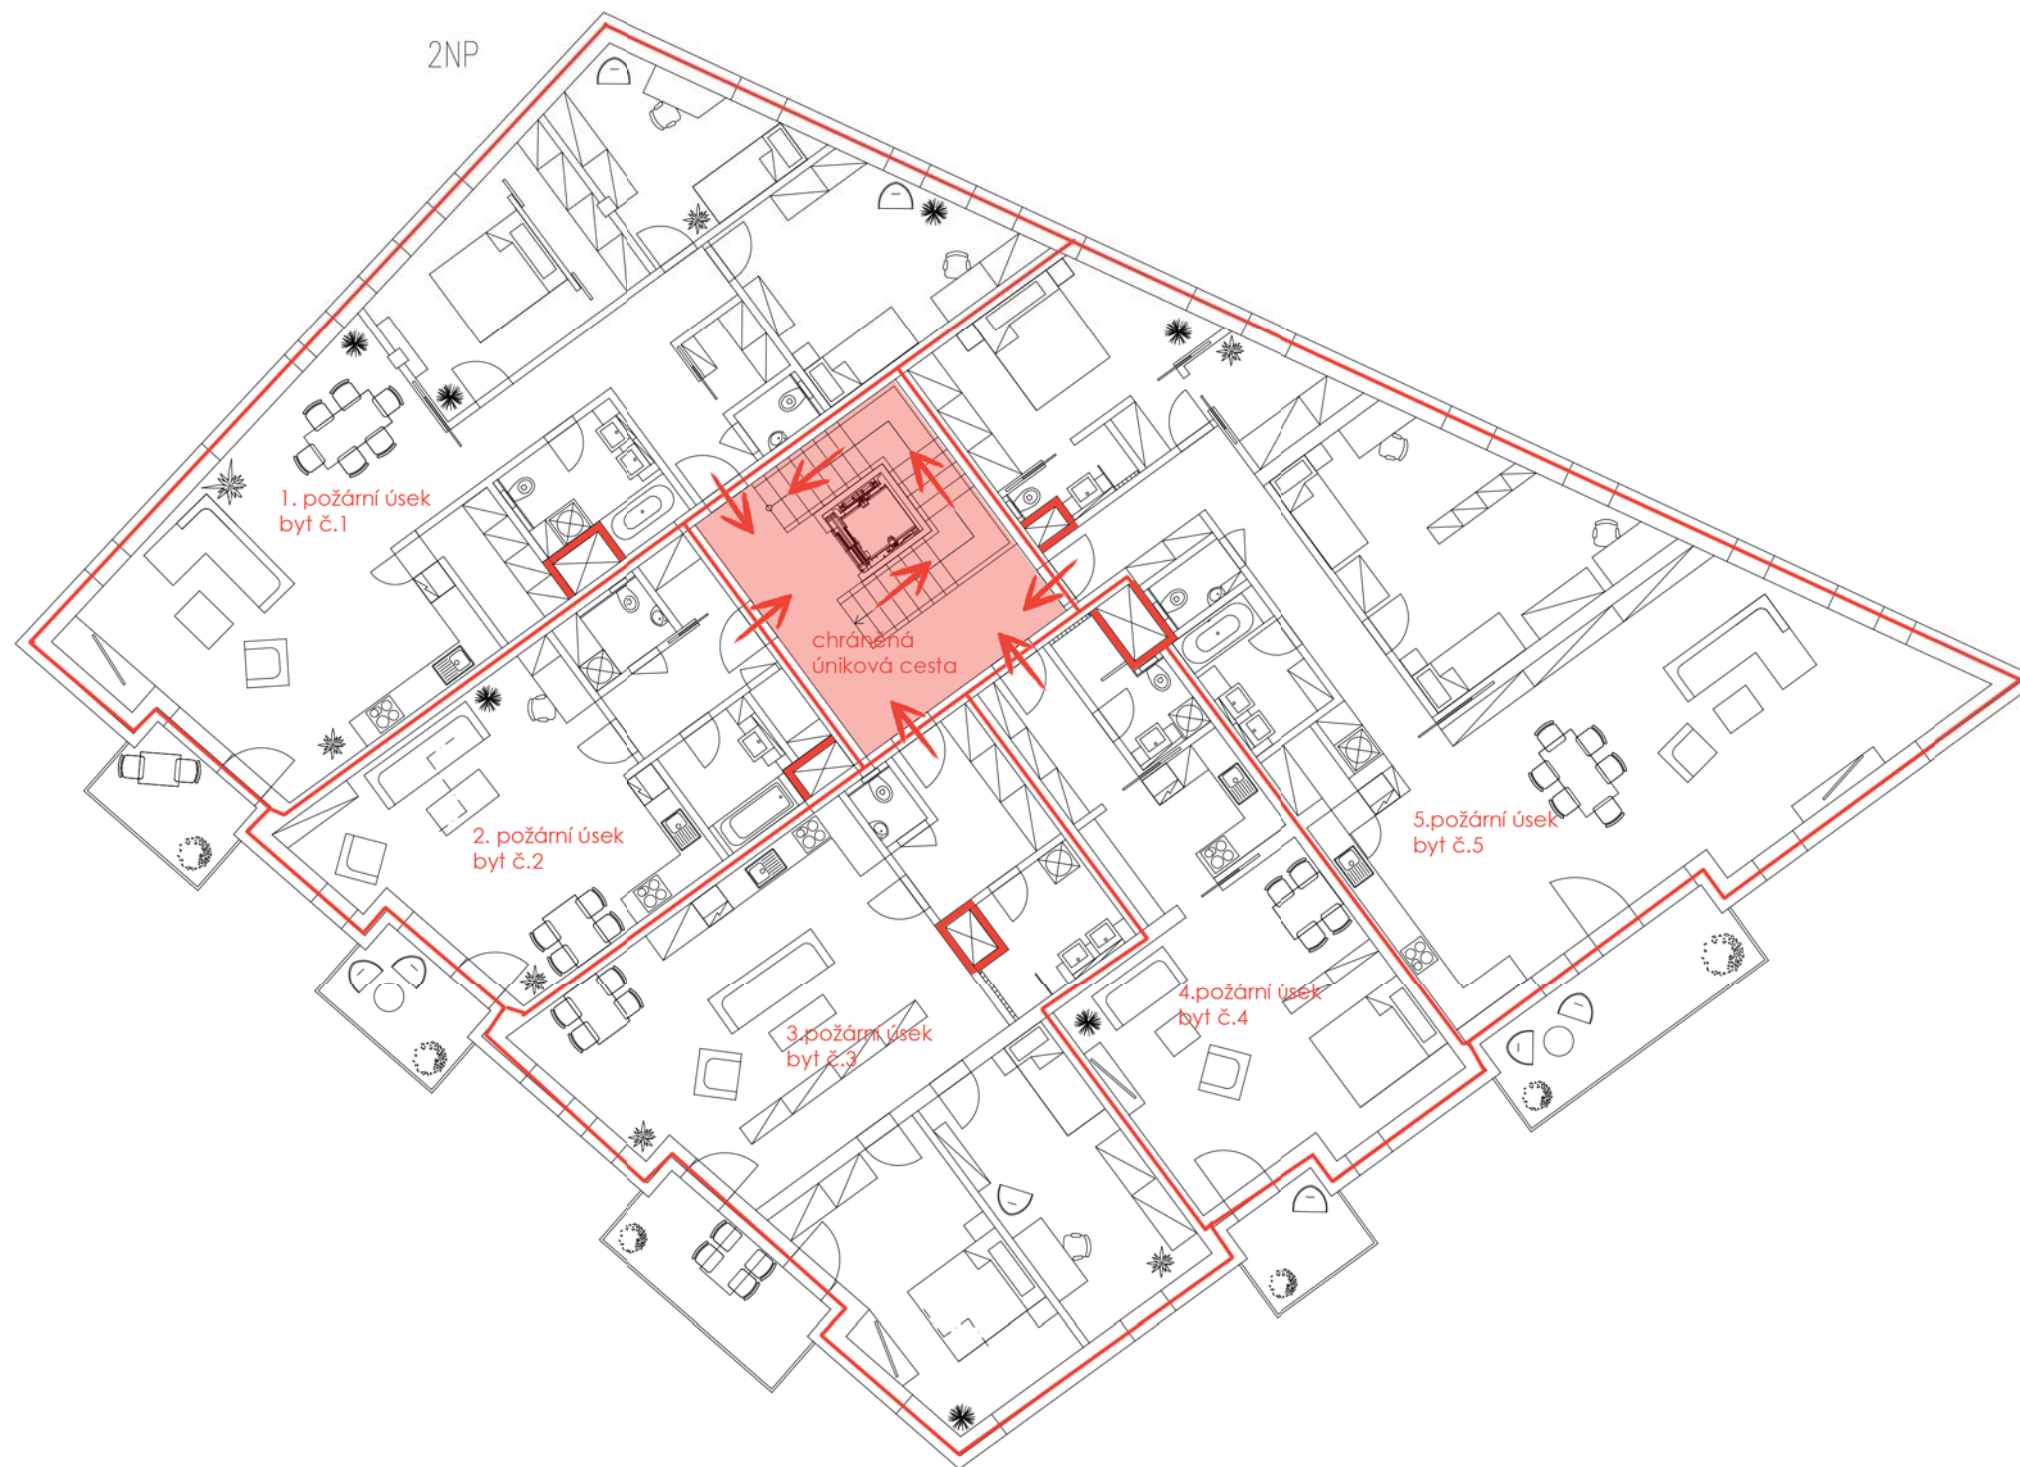 2NP
1. požární úsek
byt č.1
chráněná
úniková cesta
2. požární úsek
byt č.2
5.požární úsek
byt č.5
4.požární úsek
byt č.4
3.požární úsek
byt č.3